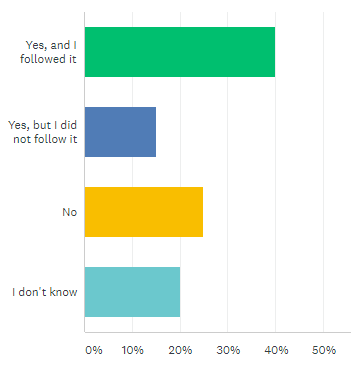 Yes, and I
followed it
Yes, but I did
not follow it
No
I don't know
0% 10% 20% 30% 40% 50%